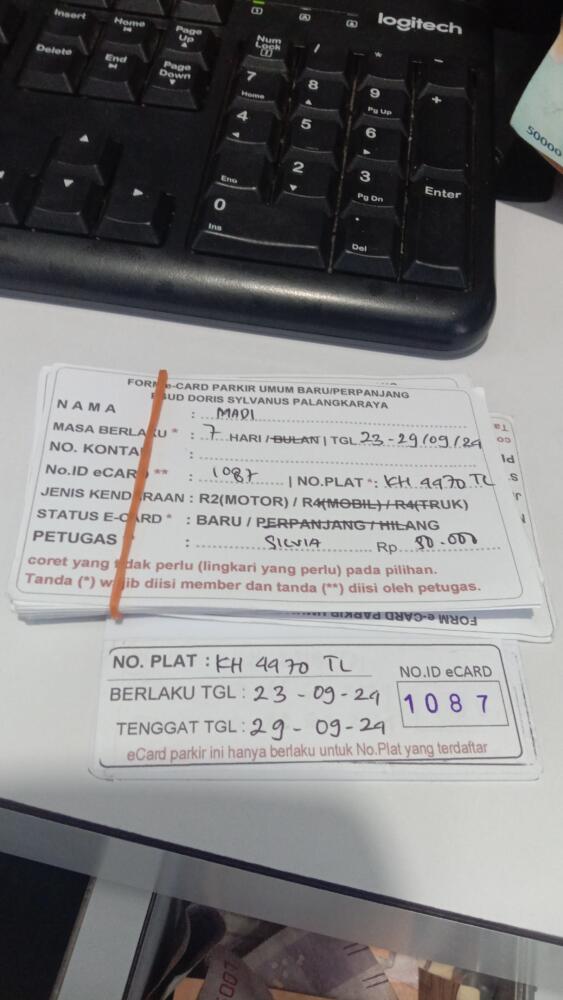 logitech
Insert
Home
Page Up
Num Lock
/
*
-
Delete
End
Page Down
7 Home
8
9 Pg Up
+
4
5
6
Enter
End
2
3 Pg Dn
0 Ins
. Del
50000
FORM e-CARD PARKIR UMUM BARU/PERPANJANG
RSUD DORIS SYLVANUS PALANGKARAYA
NAMA : MADI
MASA BERLAKU * : 7 HARI / BULAN | TGL 23-29/09/24
NO. KONTAK :
No.ID eCARD ** : 1087 | NO.PLAT *: KH 4470 TL
JENIS KENDARAAN : R2(MOTOR) / R4(MOBIL) / R4(TRUK)
STATUS E-CARD * : BARU / PERPANJANG / HILANG
PETUGAS : SILVIA Rp. 80.000
coret yang tidak perlu (lingkari yang perlu) pada pilihan.
Tanda (*) wajib diisi member dan tanda (**) diisi oleh petugas.
FORM e-CARD PARKIR
NO. PLAT : KH 4470 TL
NO.ID eCARD
BERLAKU TGL : 23 - 09 - 24
1087
TENGGAT TGL : 29 - 09 - 24
eCard parkir ini hanya berlaku untuk No.Plat yang terdaftar